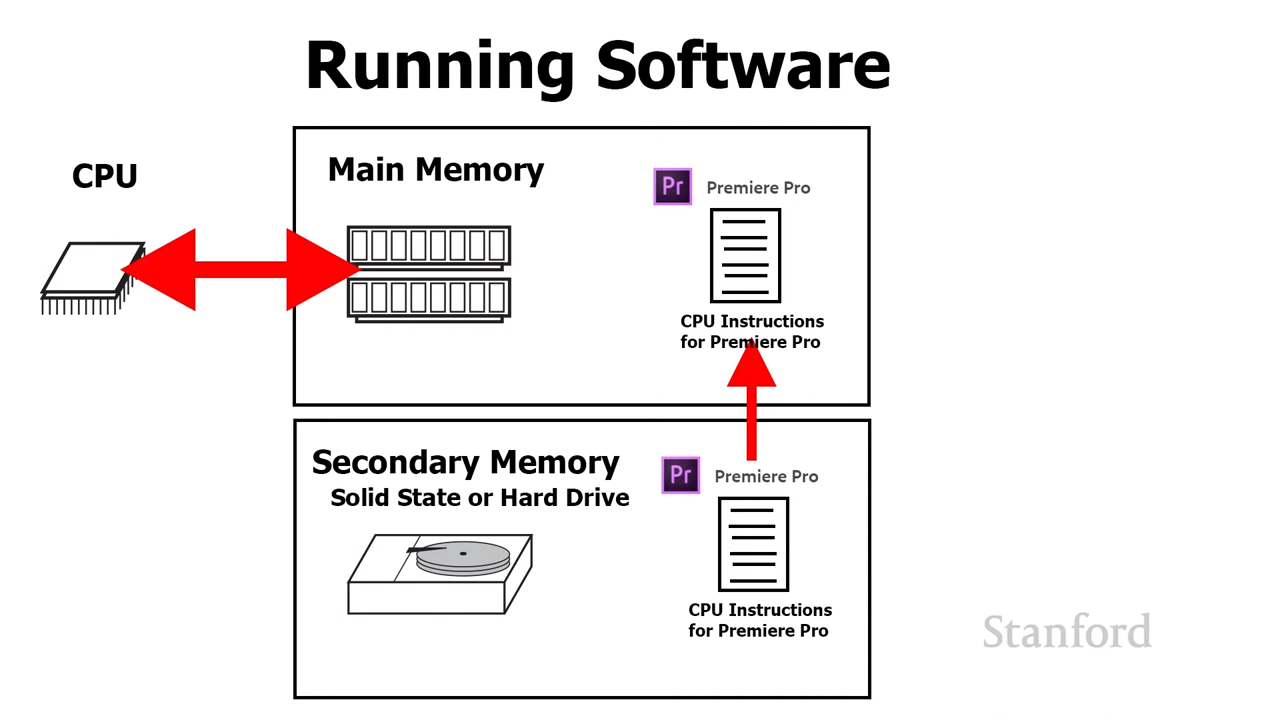 Running Software
CPU
Main Memory
Pr Premiere Pro
CPU Instructions
for Premiere Pro
Secondary Memory
Solid State or Hard Drive
Pr Premiere Pro
CPU Instructions
for Premiere Pro
Stanford